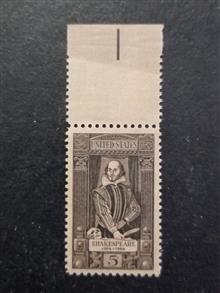 UNITED STATES
SHAKESPEARE
1564-1964
5